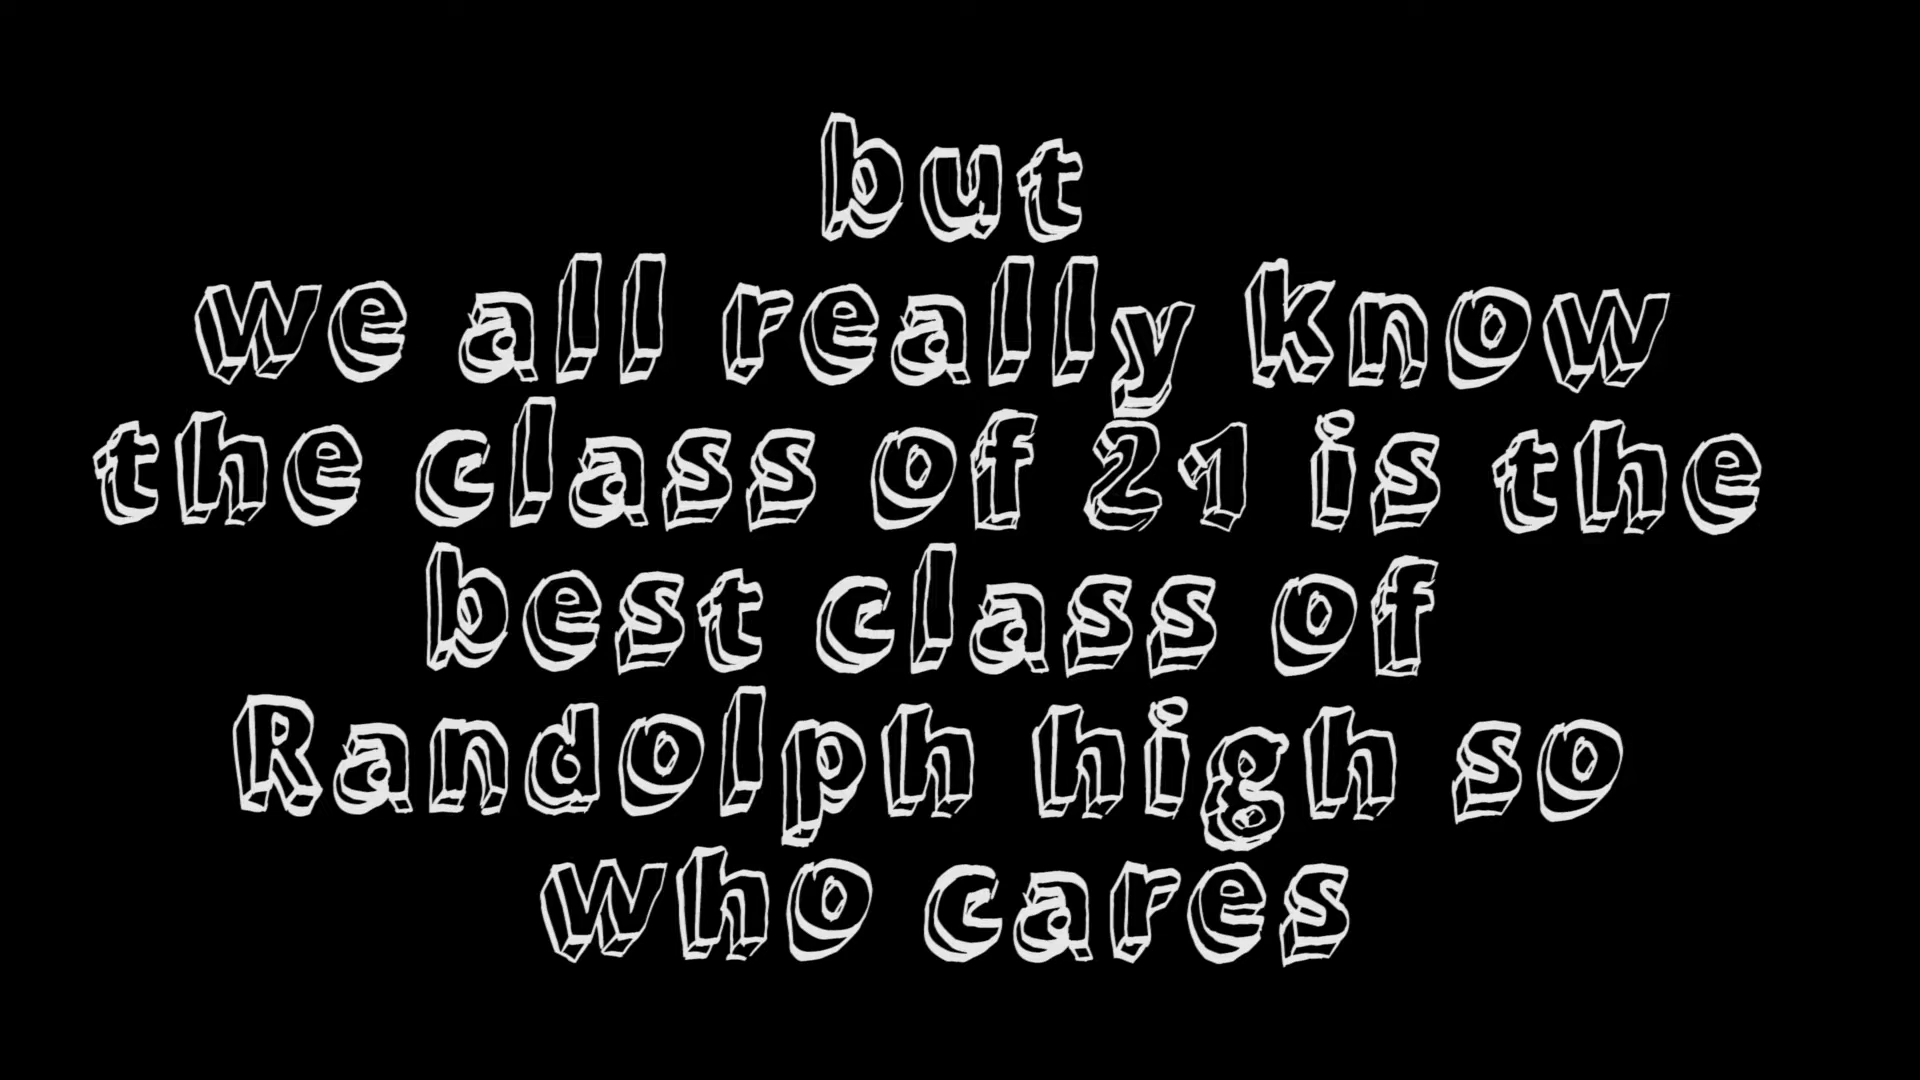 but
we all really know
the class of 21 is the
best class of
Randolph high so
who cares